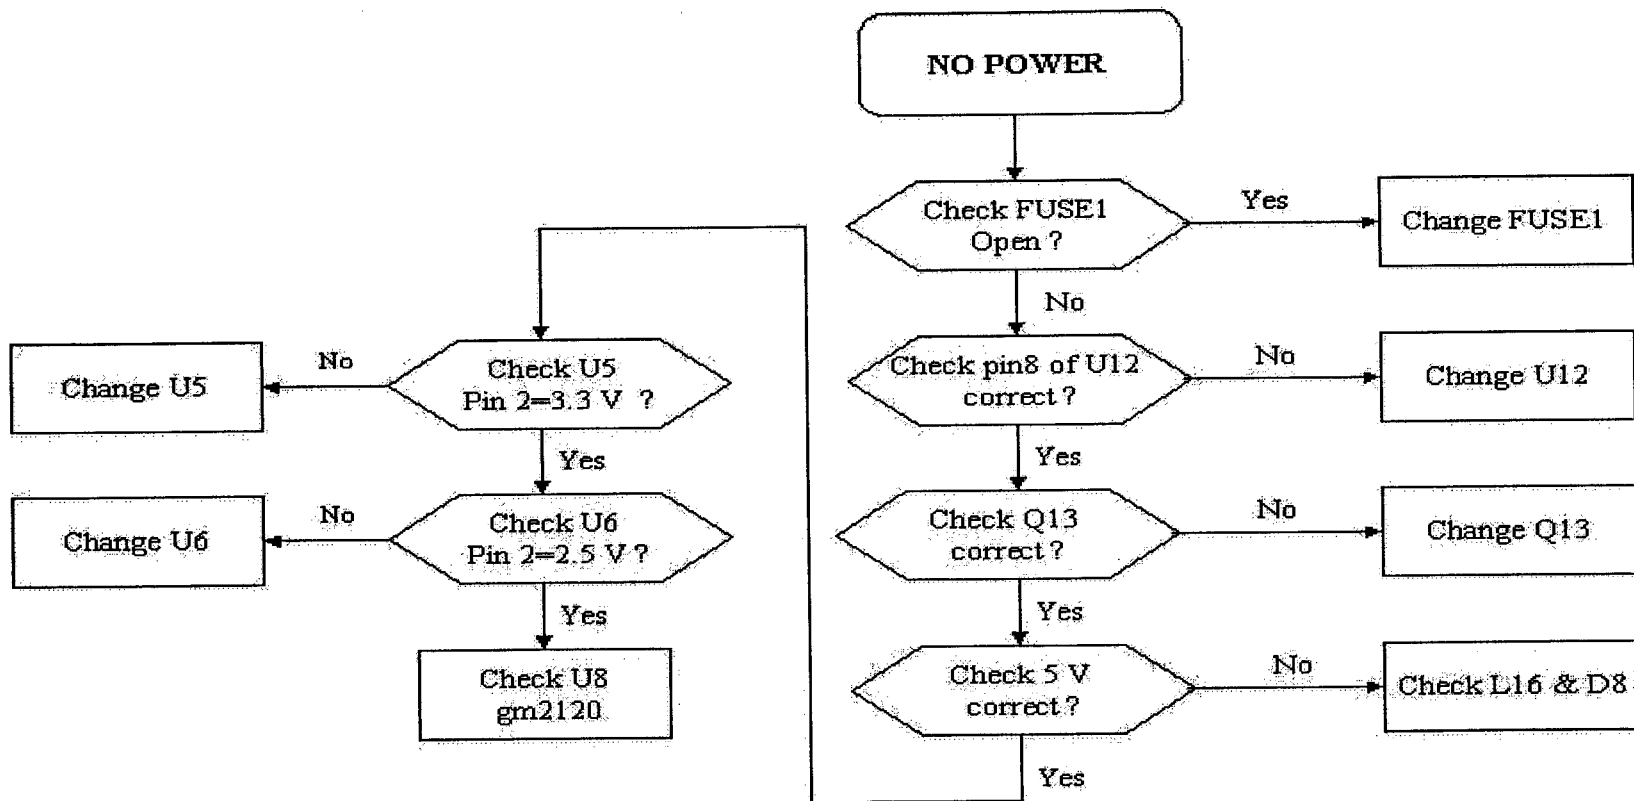 NO POWER
Check FUSE1
Open ?
Yes
Change FUSE1
No
Check pin8 of U12
correct ?
No
Change U12
Yes
Check Q13
correct ?
No
Change Q13
Yes
Check 5 V
correct ?
No
Check L16 & D8
Yes
Check U5
Pin 2=3.3 V ?
No
Change U5
Yes
Check U6
Pin 2=2.5 V ?
No
Change U6
Yes
Check U8
gm2120